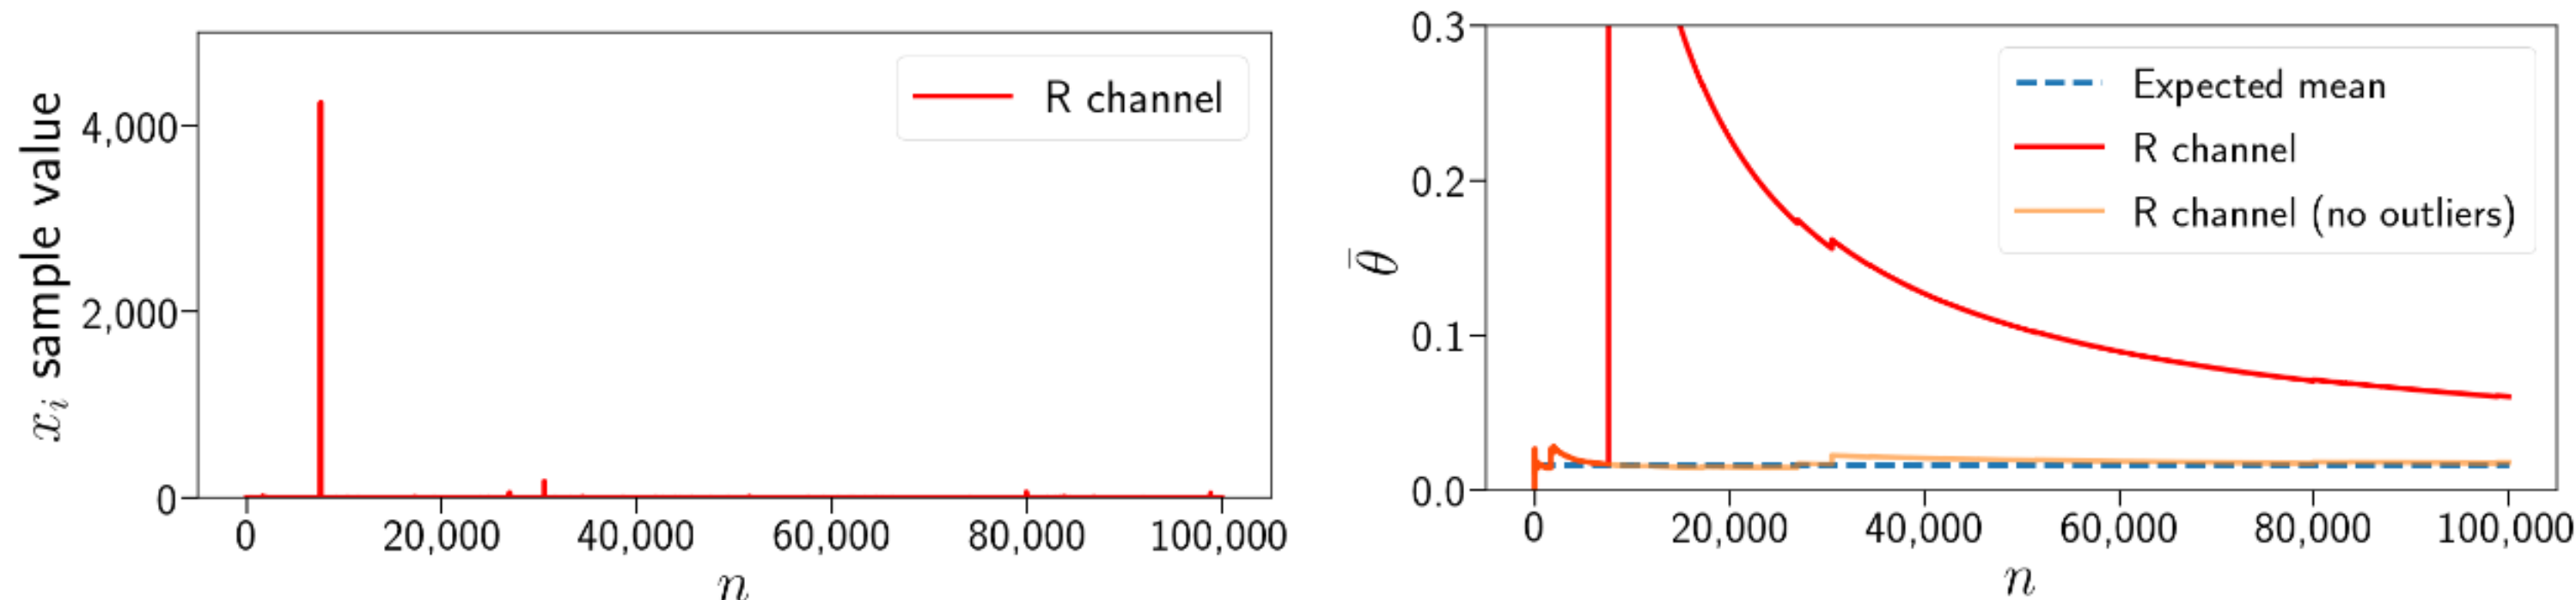 x_i sample value
4,000
2,000
0
0
20,000
40,000
60,000
80,000
100,000
n
R channel
θ̄
0.3
0.2
0.1
0.0
0
20,000
40,000
60,000
80,000
100,000
n
Expected mean
R channel
R channel (no outliers)